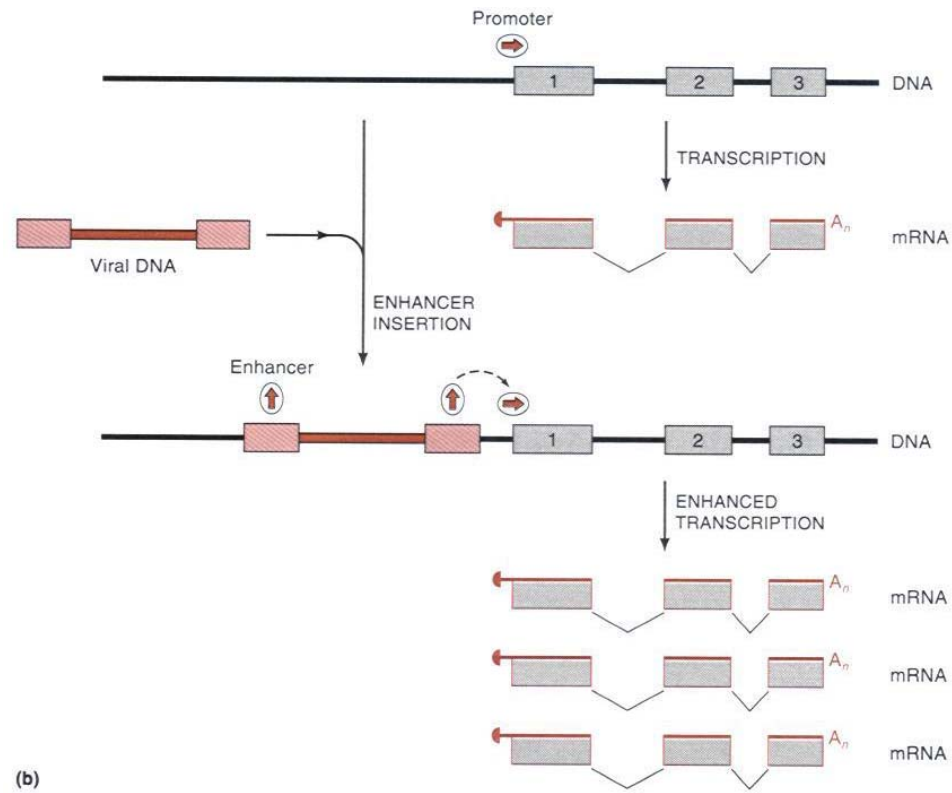 Promoter
1
2
3
DNA
TRANSCRIPTION
An
mRNA
Viral DNA
ENHANCER
INSERTION
Enhancer
1
2
3
DNA
ENHANCED
TRANSCRIPTION
An
mRNA
An
mRNA
An
mRNA
(b)